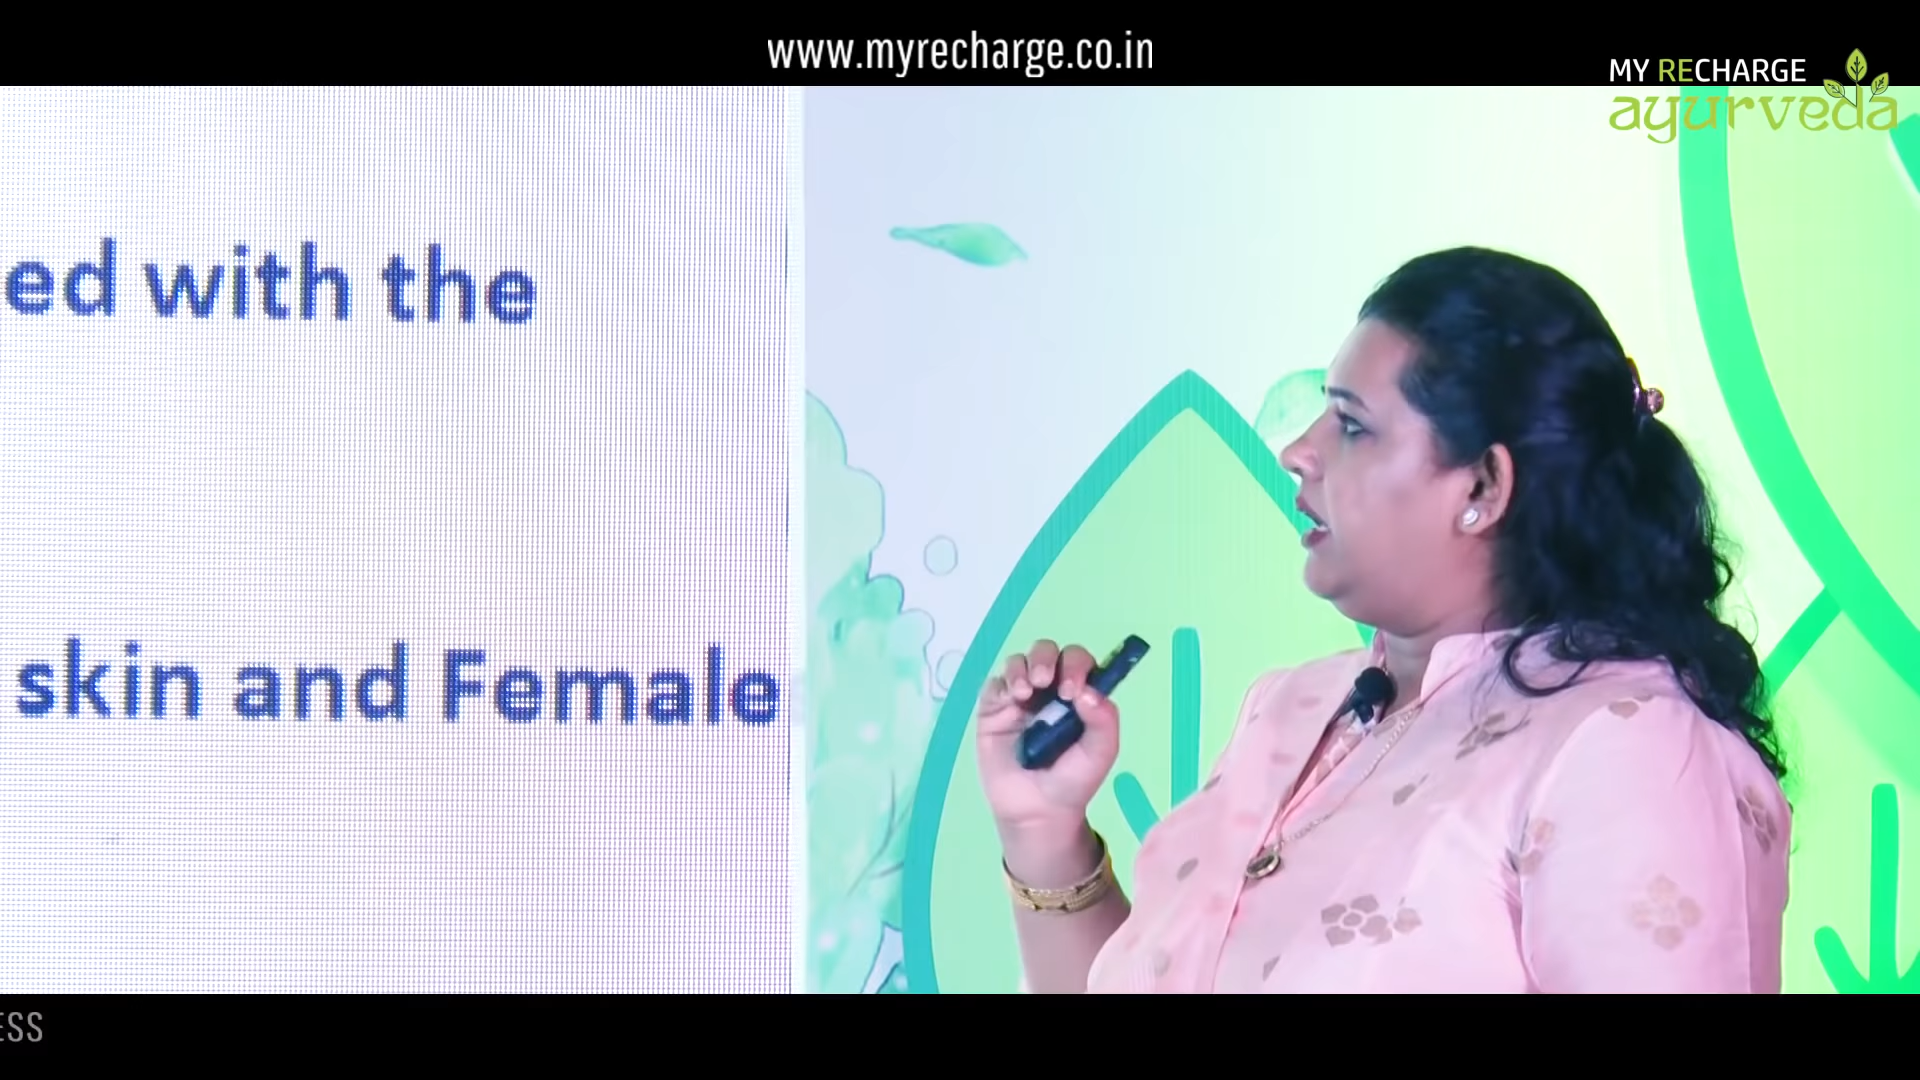 www.myrecharge.co.in
MY RECHARGE
ayurveda
ed with the
skin and Female
ESS